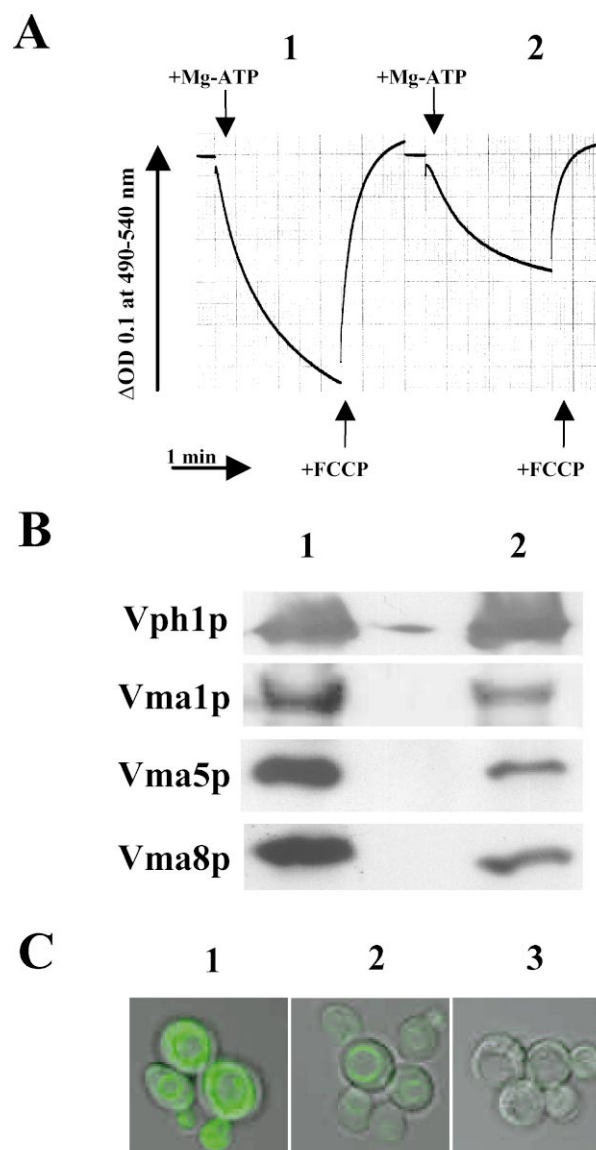 A
1
2
+Mg-ATP
+Mg-ATP
ΔOD 0.1 at 490-540 nm
1 min
+FCCP
+FCCP
B
1
2
Vph1p
Vma1p
Vma5p
Vma8p
C
1
2
3